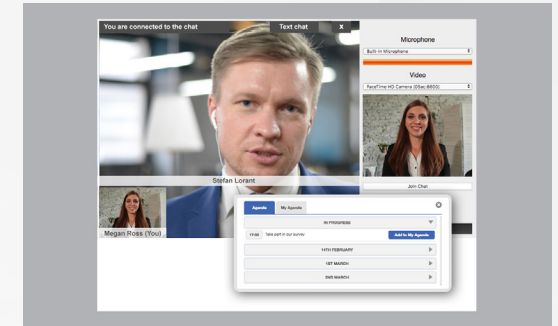 You are connected to the chat
Text chat
X
Stefan Lorant
Megan Ross (You)
Microphone
Built-in Microphone
Video
FaceTime HD Camera (05ac:8600)
Join Chat
Agenda
My Agenda
IN PROGRESS
17:00 Take part in our survey Add to My Agenda
14TH FEBRUARY
1ST MARCH
2ND MARCH